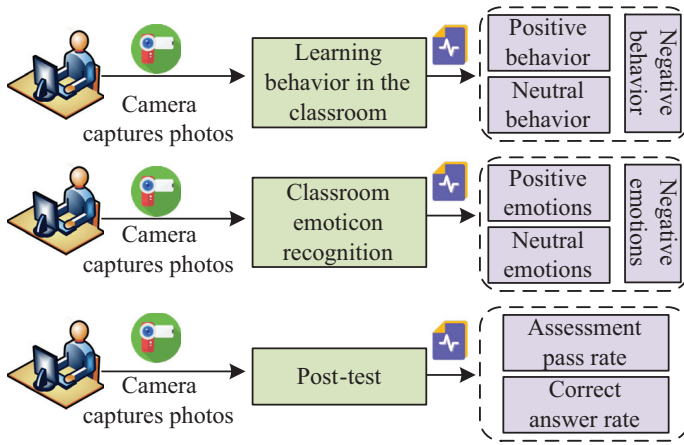 Camera
captures photos
Learning
behavior in the
classroom
Positive
behavior
Neutral
behavior
Negative
behavior
Camera
captures photos
Classroom
emoticon
recognition
Positive
emotions
Neutral
emotions
Negative
emotions
Camera
captures photos
Post-test
Assessment
pass rate
Correct
answer rate